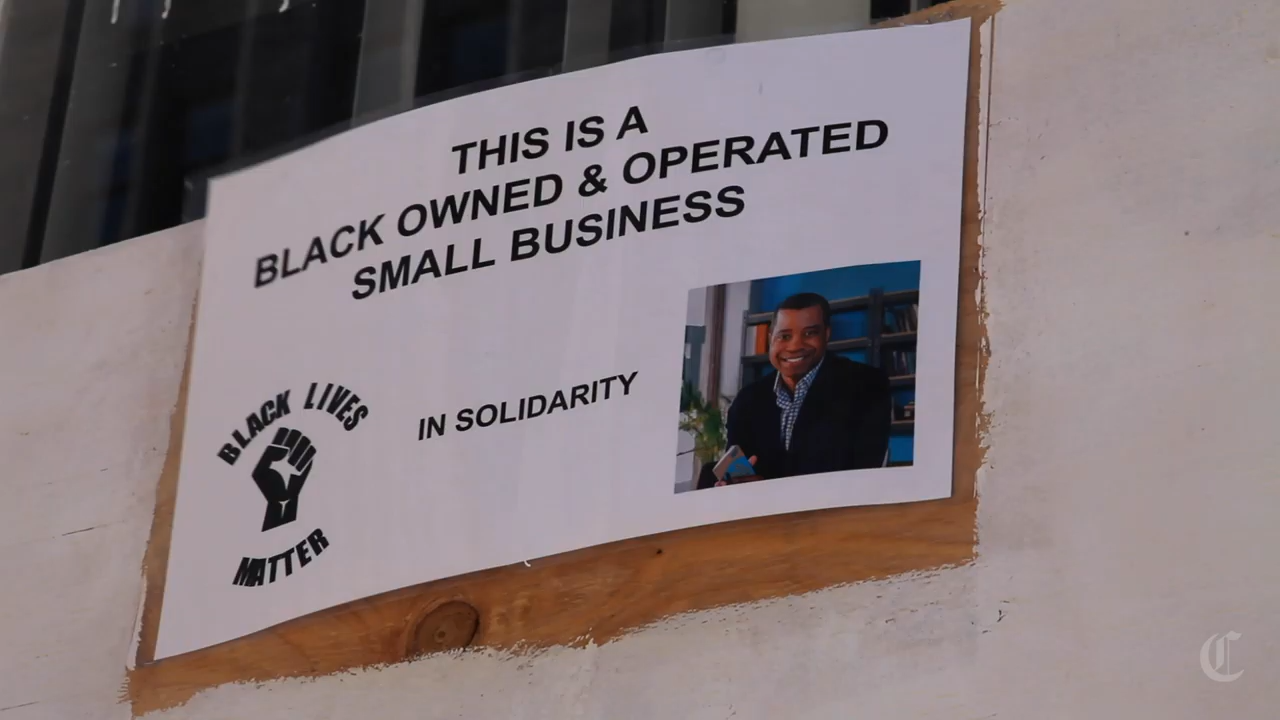 THIS IS A
BLACK OWNED & OPERATED
SMALL BUSINESS
IN SOLIDARITY
BLACK LIVES
MATTER
C